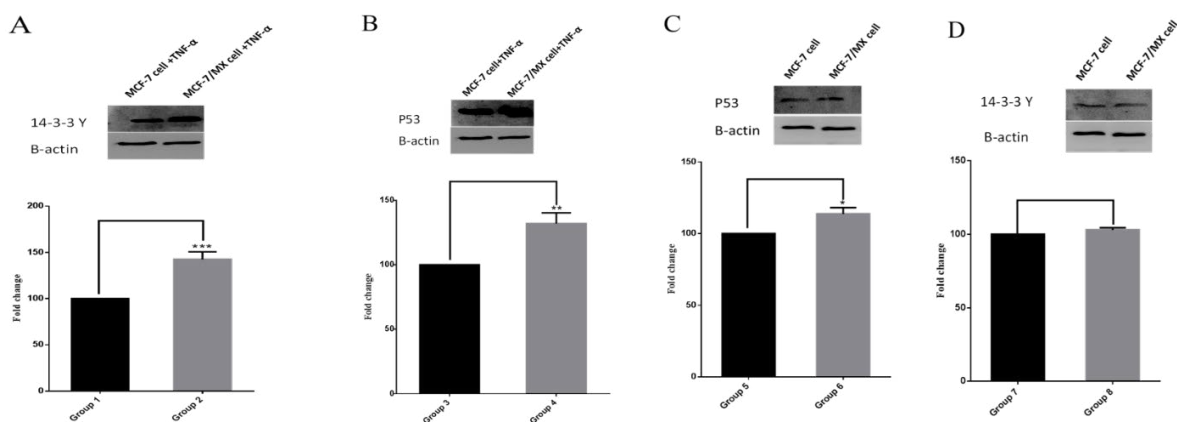 A
MCF-7 cell +TNF-α
MCF-7/MX cell +TNF-α
14-3-3 Y
B-actin
200
150
100
50
0
Fold change
***
Group 1
Group 2
B
MCF-7 cell+TNF-α
MCF-7/MX cell+TNF-α
P53
B-actin
150
100
50
0
Fold change
**
Group 3
Group 4
C
MCF-7 cell
MCF-7/MX cell
P53
B-actin
150
100
50
0
Fold change
*
Group 5
Group 6
D
MCF-7 cell
MCF-7/MX cell
14-3-3 Y
B-actin
150
100
50
0
Fold change
Group 7
Group 8